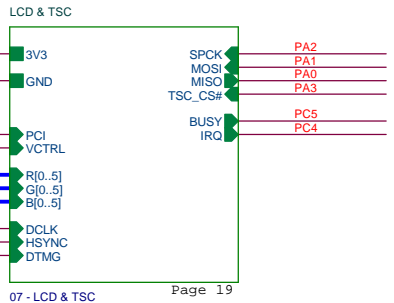 LCD & TSC
3V3 SPCK PA2
MOSI PA1
GND MISO PA0
TSC_CS# PA3
BUSY PC5
PCI IRQ PC4
VCTRL
R[0..5]
G[0..5]
B[0..5]
DCLK
HSYNC
DTMG
07 - LCD & TSC Page 19